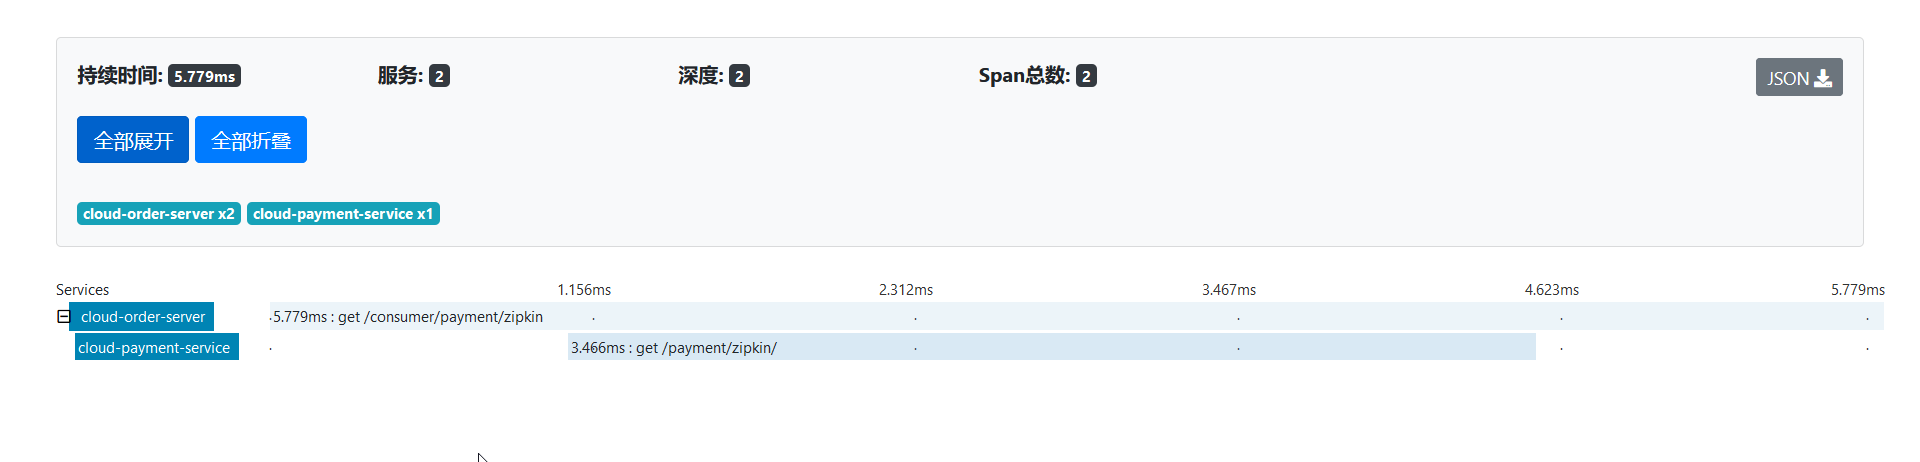 持续时间: 5.779ms 服务: 2 深度: 2 Span总数: 2 JSON
全部展开 全部折叠
cloud-order-server x2 cloud-payment-service x1
Services 1.156ms 2.312ms 3.467ms 4.623ms 5.779ms
cloud-order-server 5.779ms : get /consumer/payment/zipkin
cloud-payment-service 3.466ms : get /payment/zipkin/